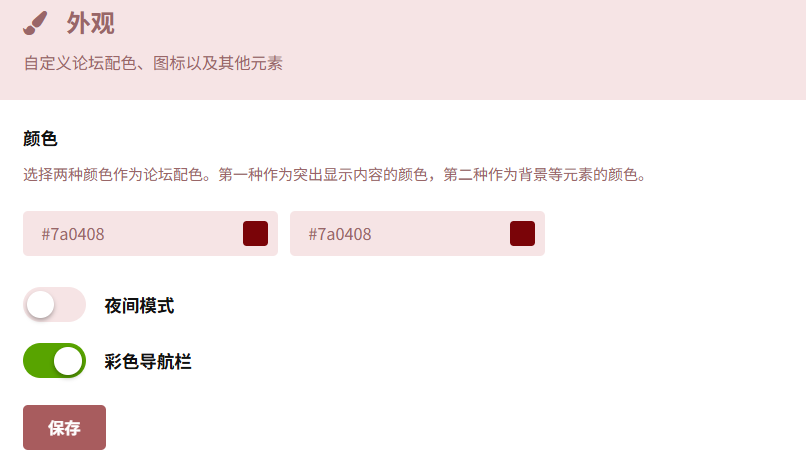 外观
自定义论坛配色、图标以及其他元素
颜色
选择两种颜色作为论坛配色。第一种作为突出显示内容的颜色，第二种作为背景等元素的颜色。
#7a0408 #7a0408
夜间模式
彩色导航栏
保存